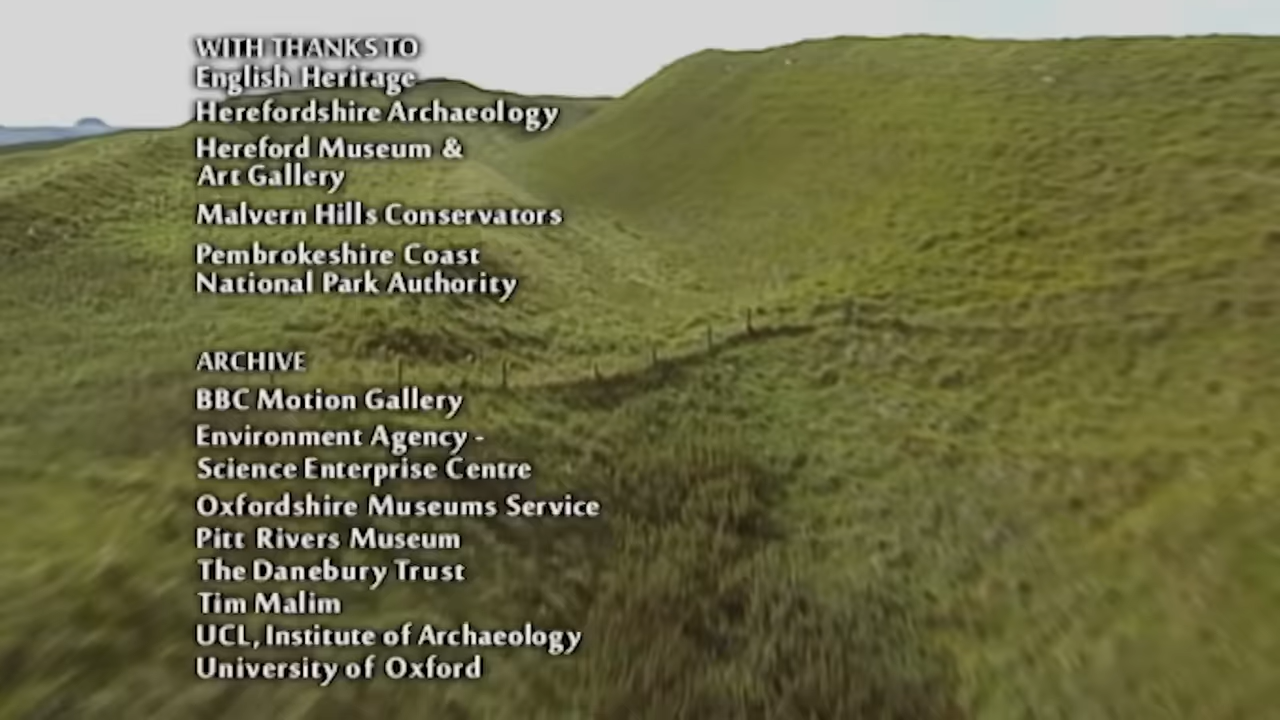 WITH THANKS TO
English Heritage
Herefordshire Archaeology
Hereford Museum &
Art Gallery
Malvern Hills Conservators
Pembrokeshire Coast
National Park Authority
ARCHIVE
BBC Motion Gallery
Environment Agency -
Science Enterprise Centre
Oxfordshire Museums Service
Pitt Rivers Museum
The Danebury Trust
Tim Malim
UCL, Institute of Archaeology
University of Oxford